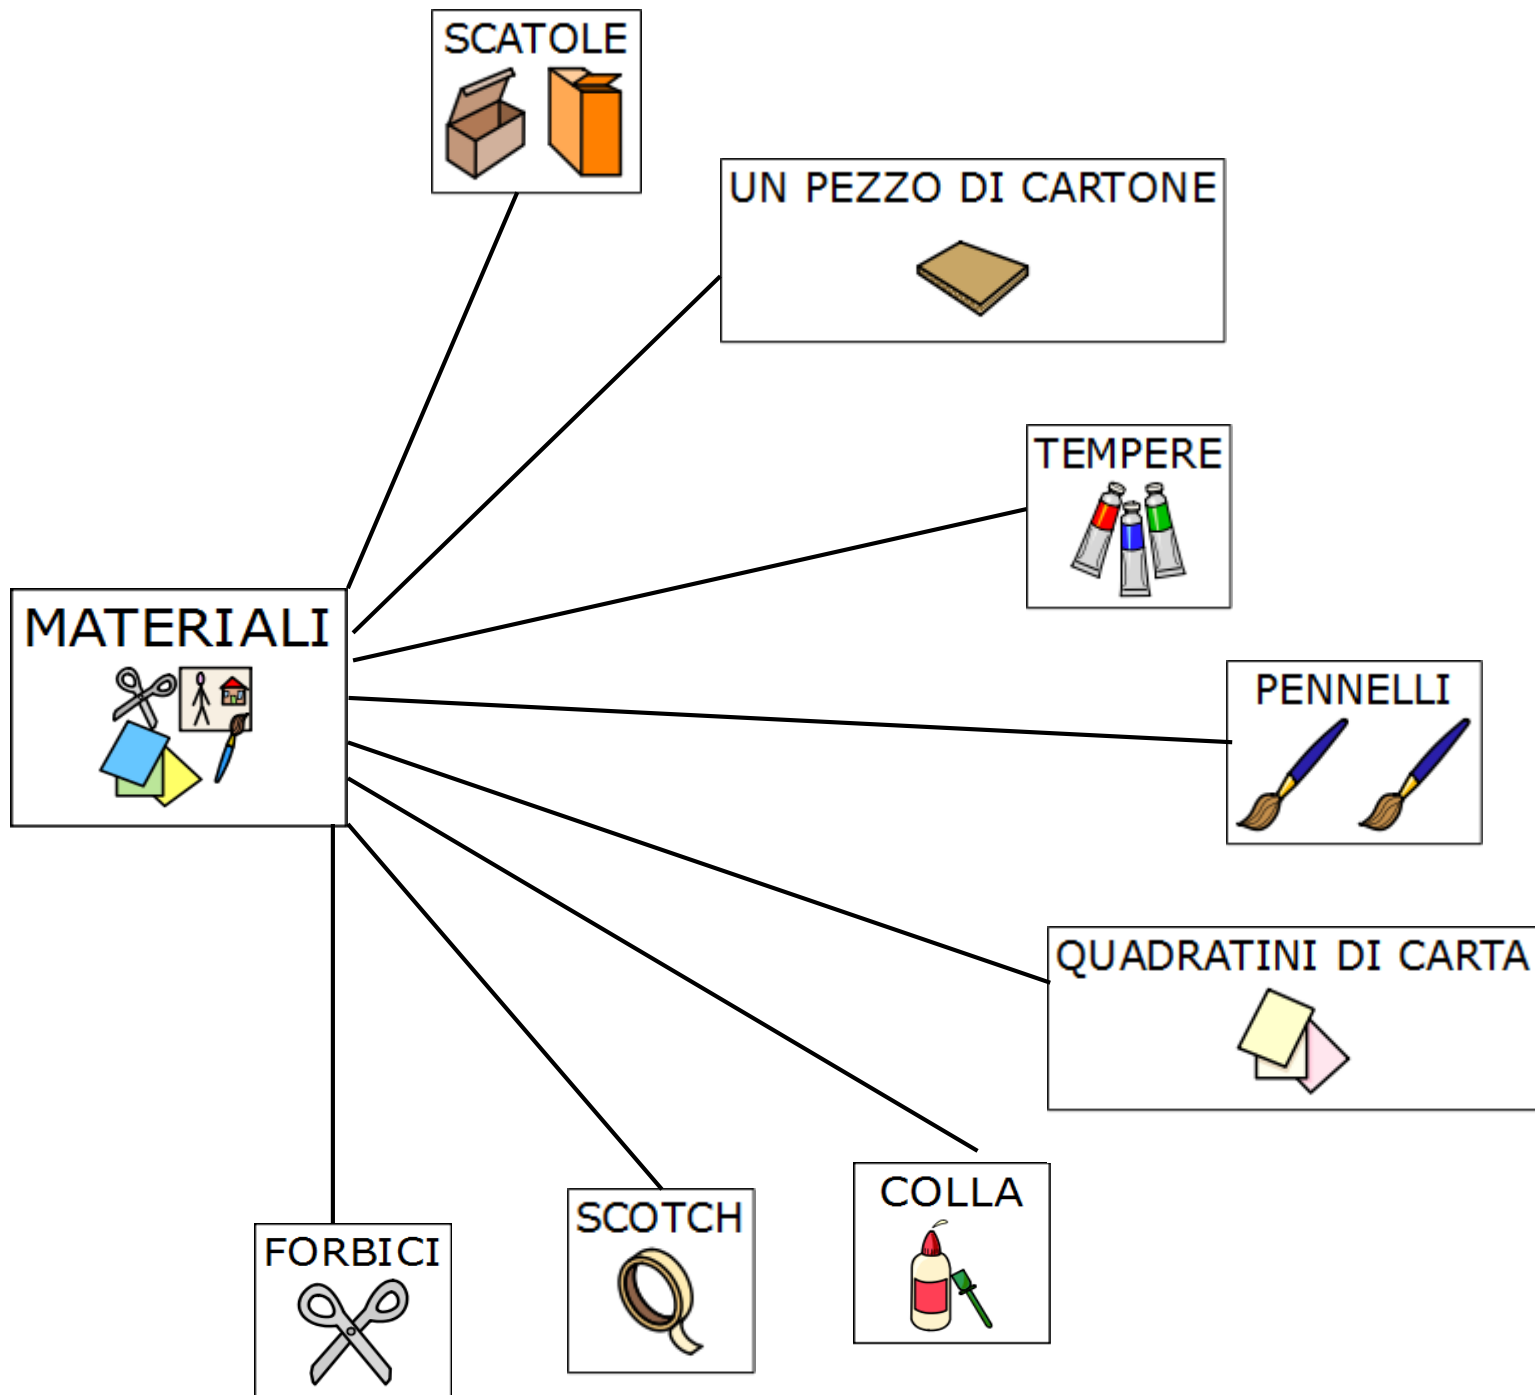 SCATOLE
UN PEZZO DI CARTONE
TEMPERE
MATERIALI
PENNELLI
QUADRATINI DI CARTA
COLLA
SCOTCH
FORBICI